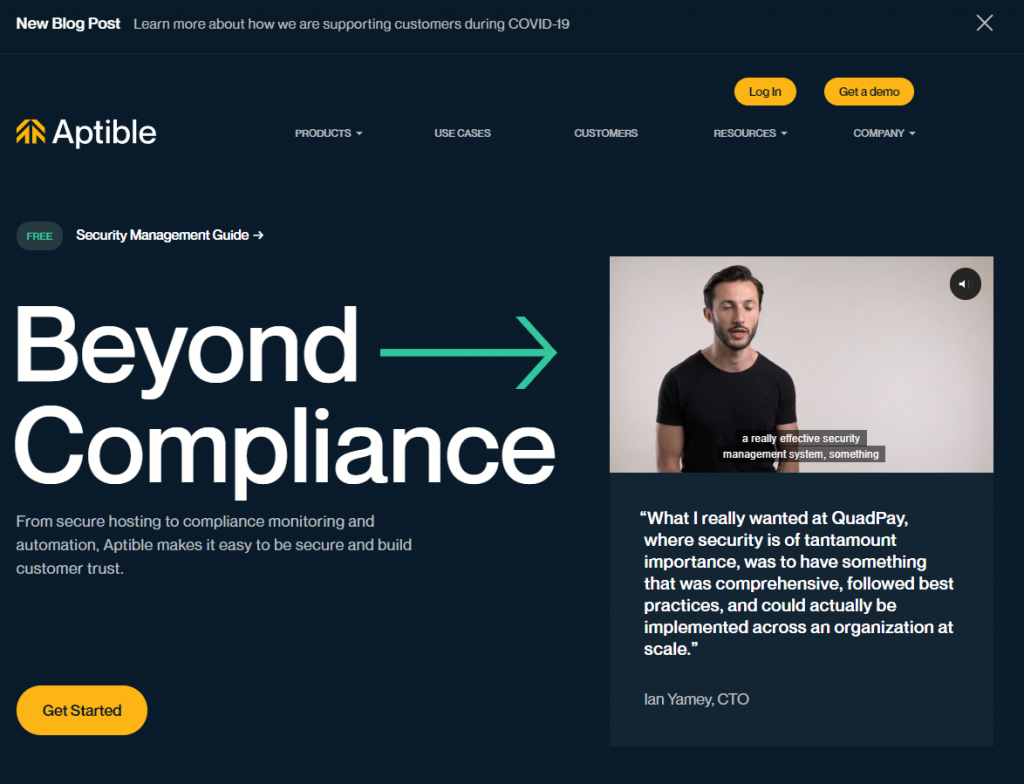 New Blog Post Learn more about how we are supporting customers during COVID-19
Log In
Get a demo
Aptible
PRODUCTS
USE CASES
CUSTOMERS
RESOURCES
COMPANY
FREE
Security Management Guide →
Beyond
Compliance
From secure hosting to compliance monitoring and
automation, Aptible makes it easy to be secure and build
customer trust.
Get Started
a really effective security
management system, something
“What I really wanted at QuadPay,
where security is of tantamount
importance, was to have something
that was comprehensive, followed best
practices, and could actually be
implemented across an organization at
scale.”
Ian Yamey, CTO